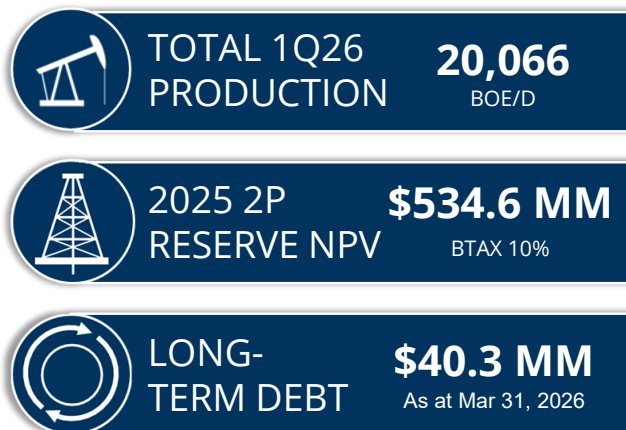 TOTAL 1Q26
PRODUCTION
20,066
BOE/D
2025 2P
RESERVE NPV
$534.6 MM
BTAX 10%
LONG-
TERM DEBT
$40.3 MM
As at Mar 31, 2026